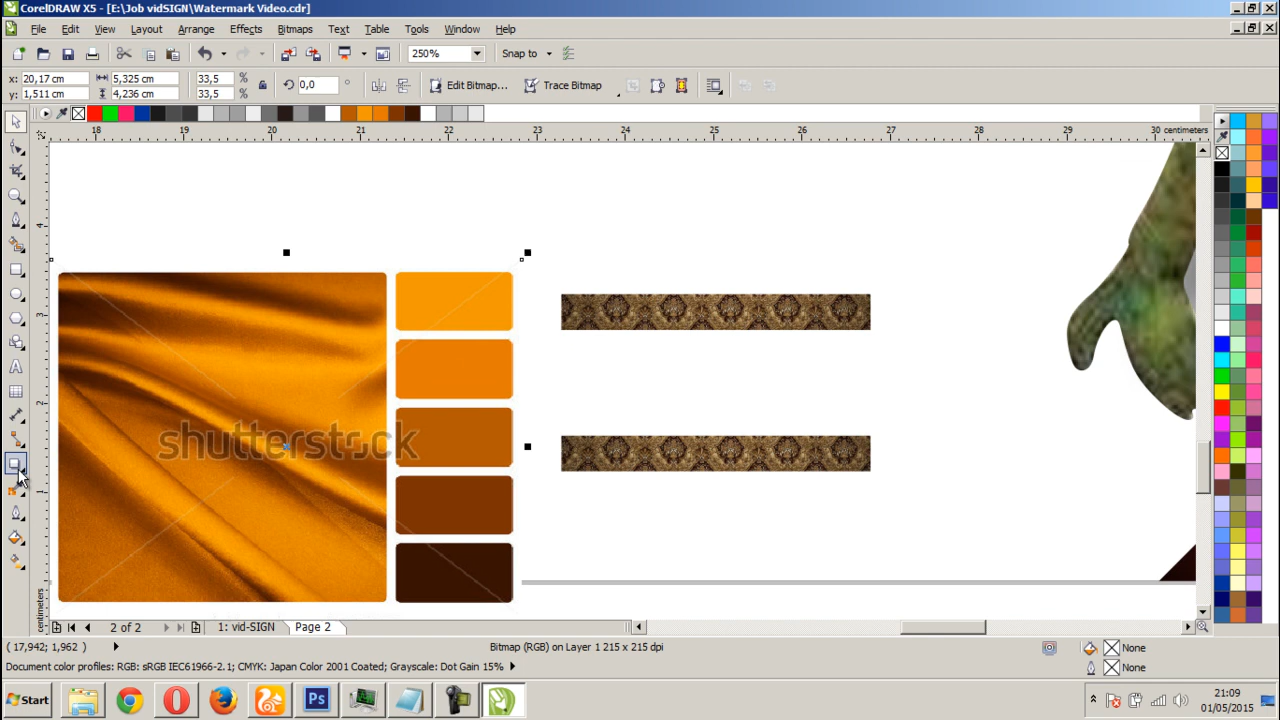 CorelDRAW X5 - [E:\Job vidSIGN\Watermark Video.cdr]
File Edit View Layout Arrange Effects Bitmaps Text Table Tools Window Help
250% Snap to
x: 20,17 cm 5,325 cm 33,5 % 0,0 ° Edit Bitmap... Trace Bitmap
y: 1,511 cm 4,236 cm 33,5 %
18 19 20 21 22 23 24 25 26 27 28 29 30 centimeters
4
3
2
1
centimeters
shutterstock
2 of 2 1: vid-SIGN Page 2
( 17,942; 1,962 ) Bitmap (RGB) on Layer 1 215 x 215 dpi None
Document color profiles: RGB: sRGB IEC61966-2.1; CMYK: Japan Color 2001 Coated; Grayscale: Dot Gain 15% None
Start Ps 21:09
01/05/2015